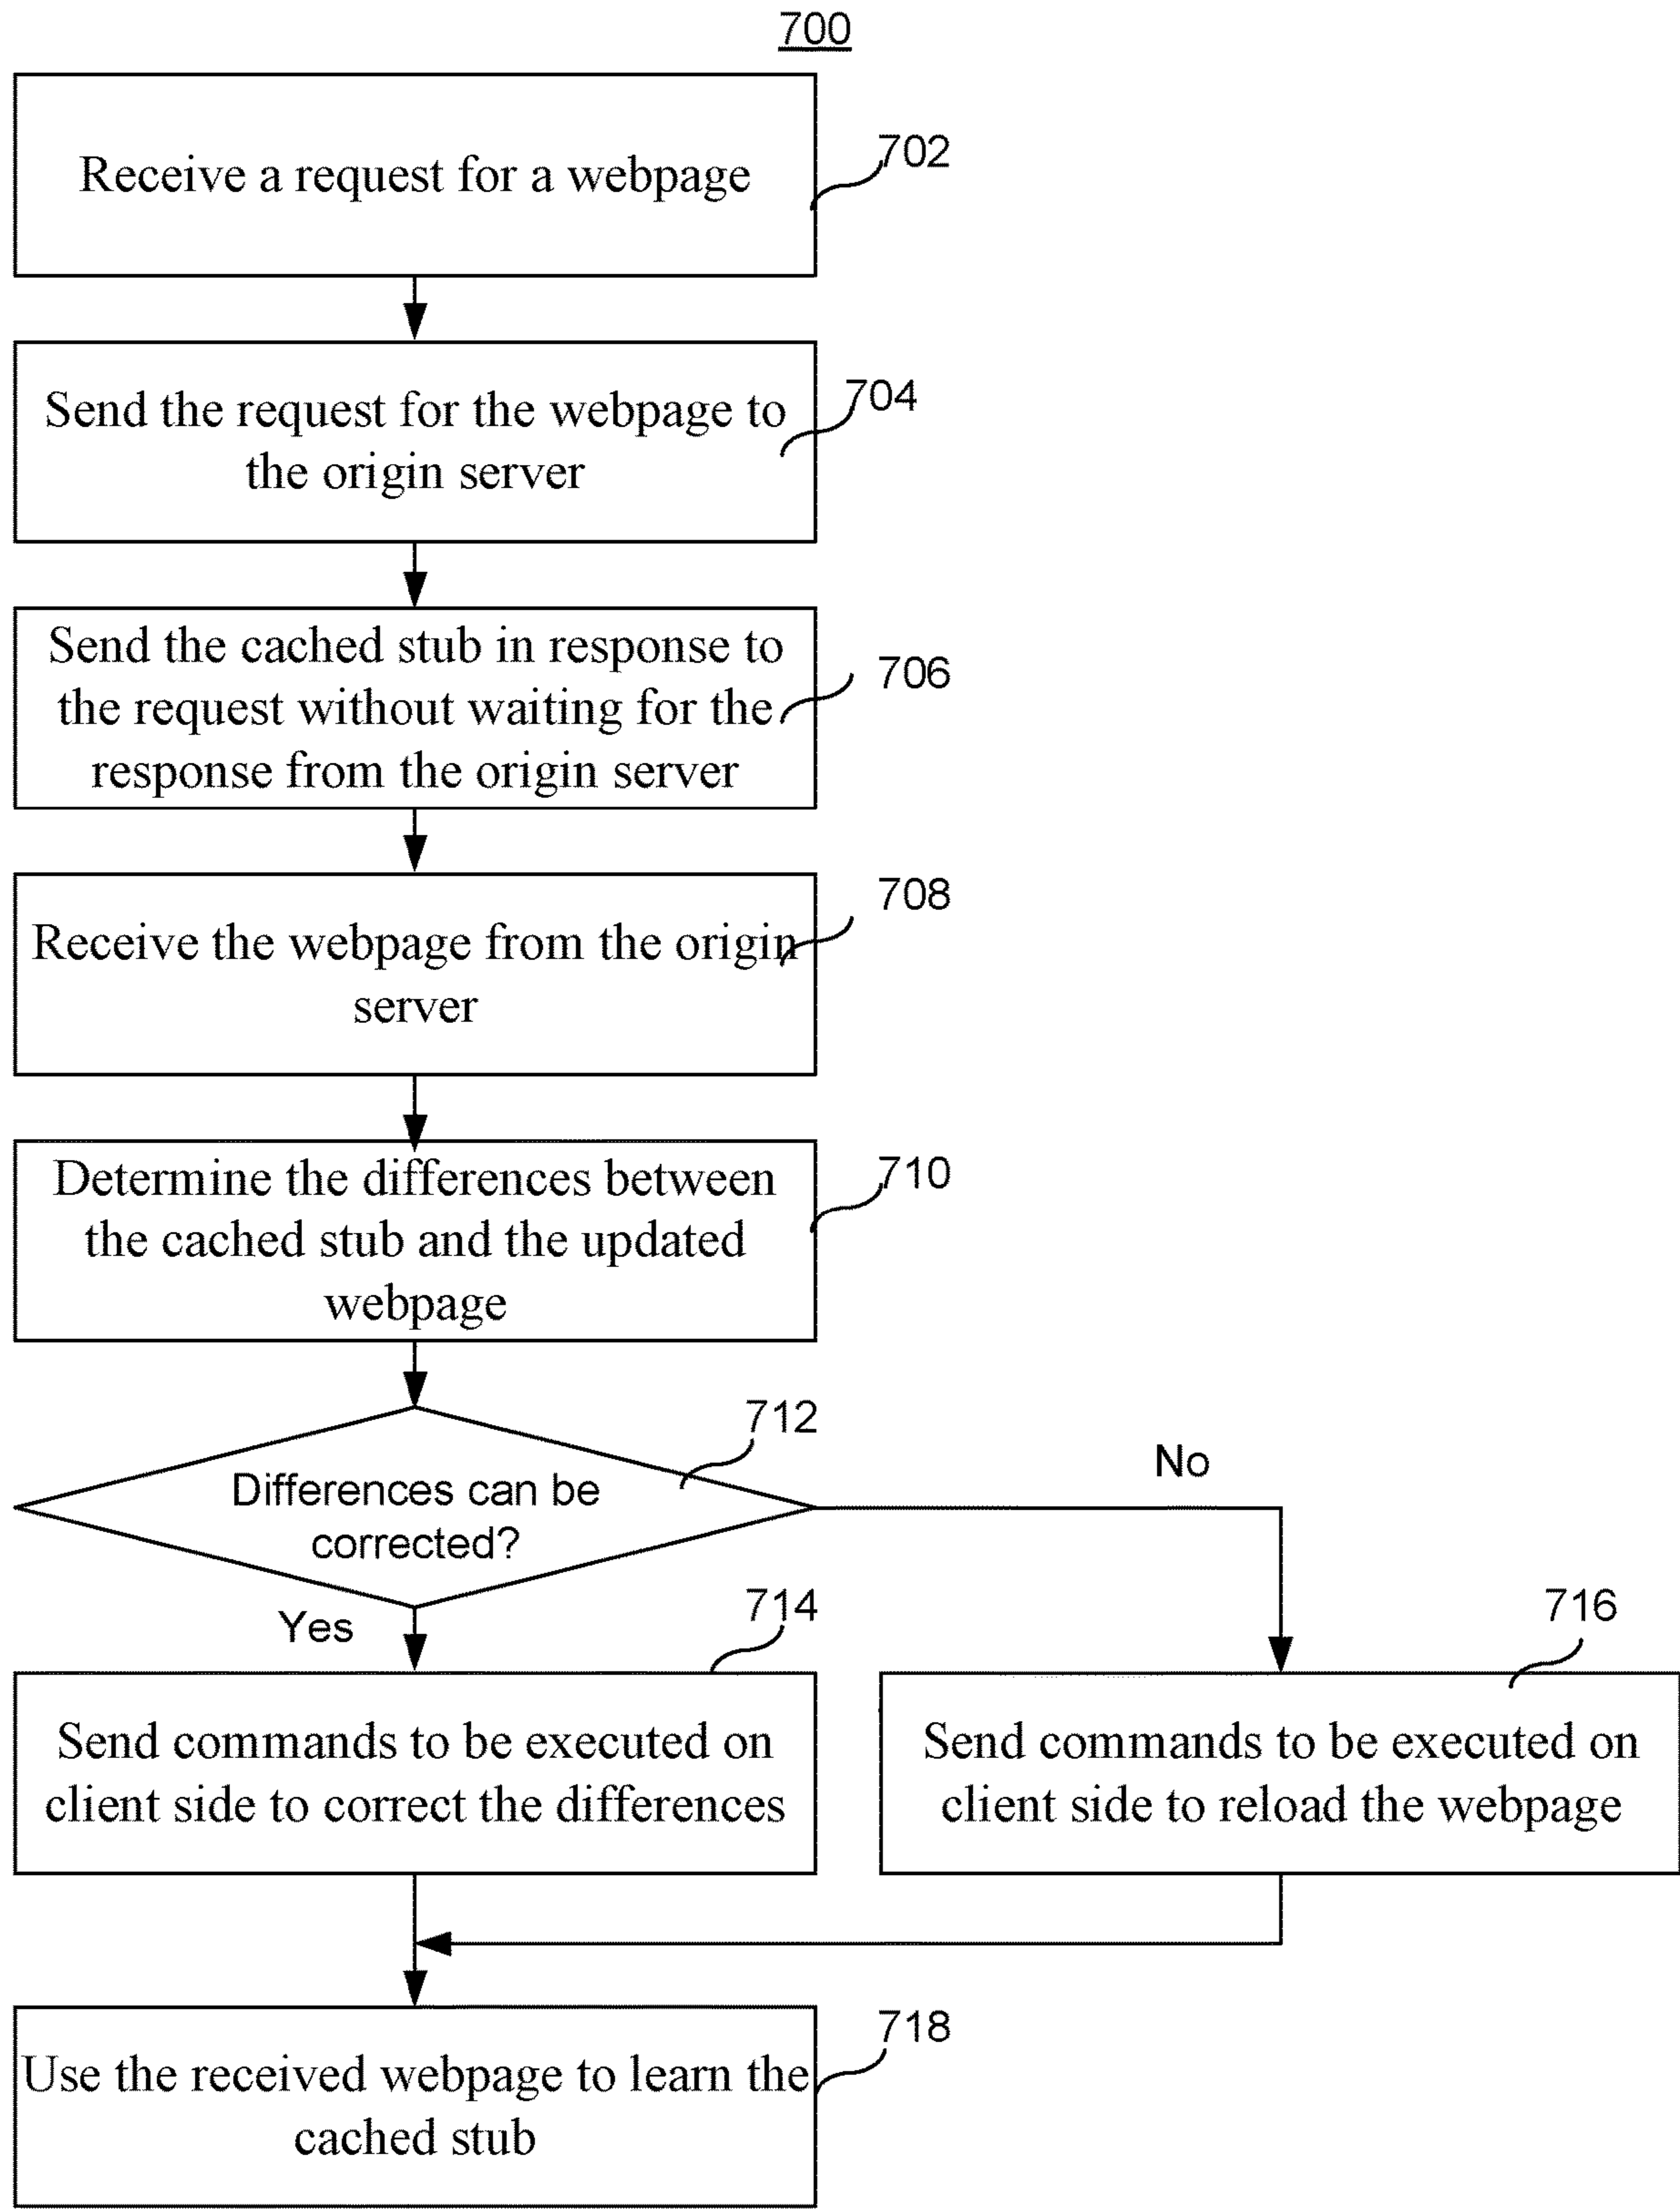 700
Receive a request for a webpage
702
Send the request for the webpage to
the origin server
704
Send the cached stub in response to
the request without waiting for the
response from the origin server
706
Receive the webpage from the origin
server
708
Determine the differences between
the cached stub and the updated
webpage
710
712
Differences can be
corrected?
No
Yes
714
Send commands to be executed on
client side to correct the differences
716
Send commands to be executed on
client side to reload the webpage
718
Use the received webpage to learn the
cached stub